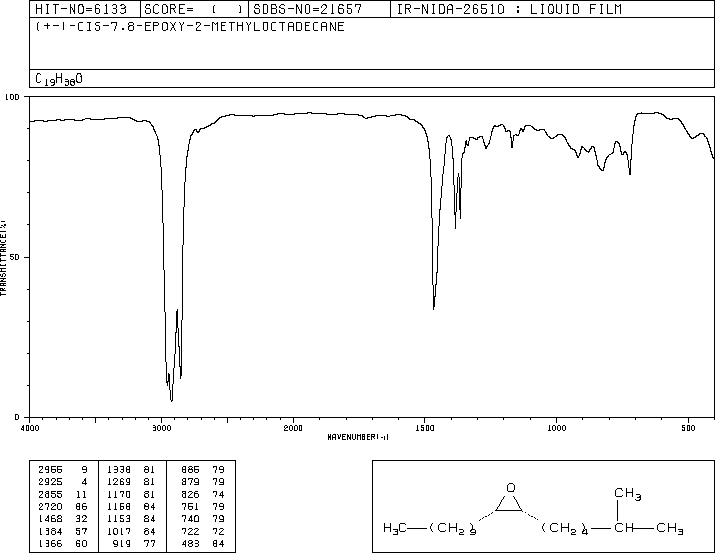 HIT-NO=6133 SCORE= ( ) SDBS-NO=21657 IR-NIDA-26510 : LIQUID FILM
(+-)-CIS-7,8-EPOXY-2-METHYLOCTADECANE
C19H38O
100
50
0
TRANSMITTANCE(%)
4000 3000 2000 1500 1000 500
WAVENUMBER(-1)
2955 9 1338 81 886 79
2925 4 1269 81 879 79
2855 11 1170 81 826 74
2720 86 1168 84 751 79
1468 32 1153 84 740 79
1384 57 1017 84 722 72
1366 60 919 77 483 84
O
CH3
H3C—(CH2)9 (CH2)4—CH—CH3